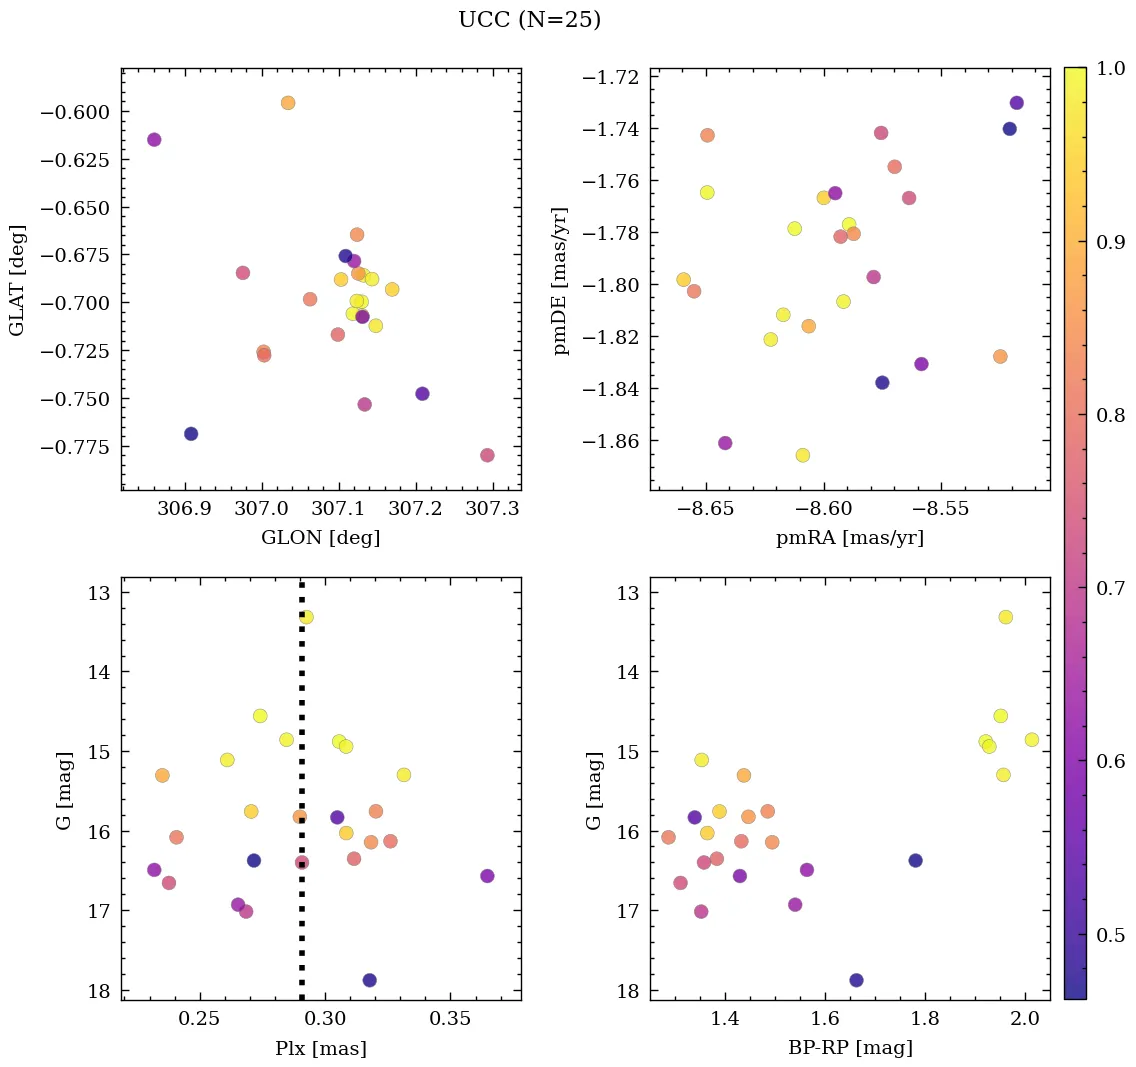 UCC (N=25)
−0.600
−0.625
−0.650
−0.675
−0.700
−0.725
−0.750
−0.775
GLAT [deg]
306.9 307.0 307.1 307.2 307.3
GLON [deg]
−1.72
−1.74
−1.76
−1.78
−1.80
−1.82
−1.84
−1.86
pmDE [mas/yr]
−8.65 −8.60 −8.55
pmRA [mas/yr]
13
14
15
16
17
18
G [mag]
0.25 0.30 0.35
Plx [mas]
13
14
15
16
17
18
G [mag]
1.4 1.6 1.8 2.0
BP-RP [mag]
1.0
0.9
0.8
0.7
0.6
0.5